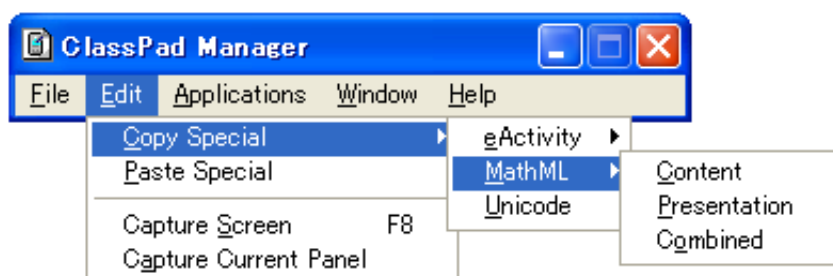 ClassPad Manager
File Edit Applications Window Help
Copy Special
Paste Special
Capture Screen F8
Capture Current Panel
eActivity
MathML
Unicode
Content
Presentation
Combined